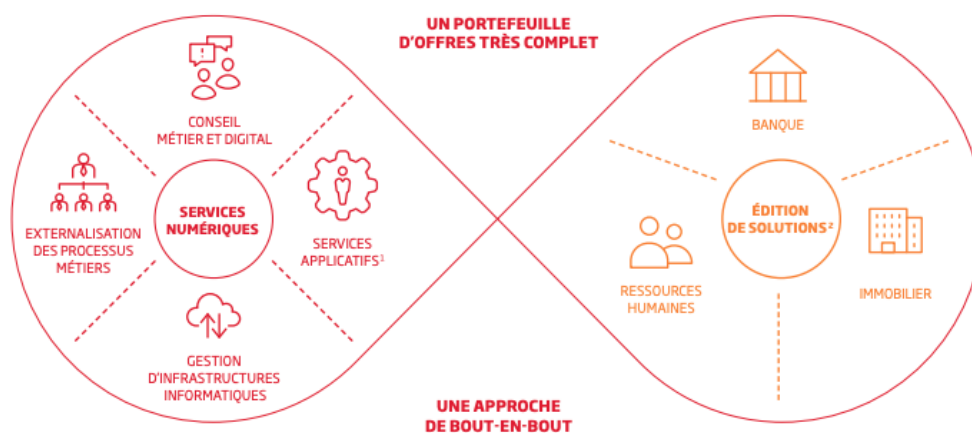 UN PORTEFEUILLE
D'OFFRES TRÈS COMPLET
CONSEIL
MÉTIER ET DIGITAL
EXTERNALISATION
DES PROCESSUS
MÉTIERS
SERVICES
NUMÉRIQUES
SERVICES
APPLICATIFS¹
GESTION
D'INFRASTRUCTURES
INFORMATIQUES
BANQUE
ÉDITION
DE SOLUTIONS²
RESSOURCES
HUMAINES
IMMOBILIER
UNE APPROCHE
DE BOUT-EN-BOUT